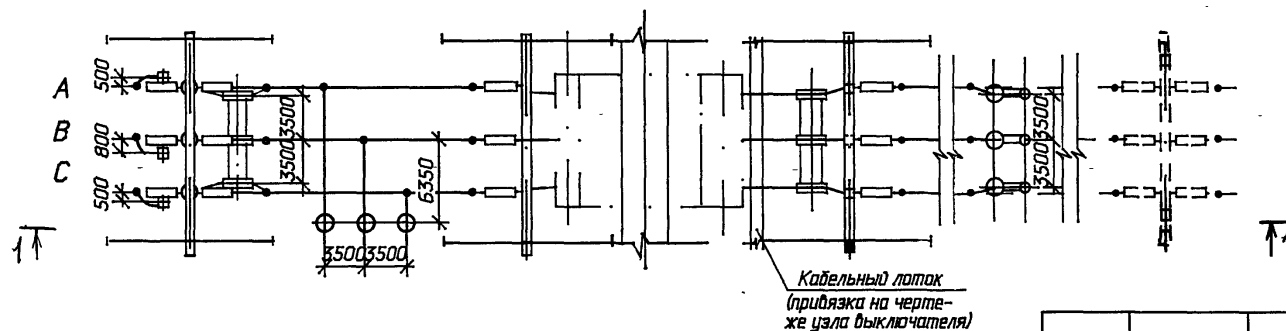 500
А
3500
В
800
3500
С
500
6350
3500 3500
3500
3500
1
1
Кабельный лоток
(привязка на черте-
же узла выключателя)